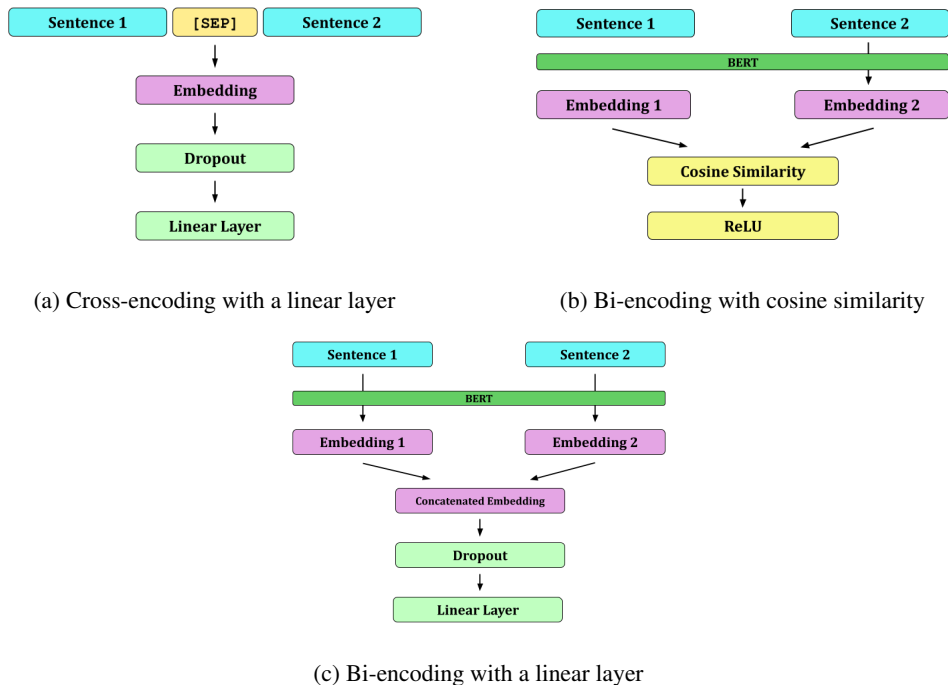 Sentence 1 [SEP] Sentence 2
Embedding
Dropout
Linear Layer
(a) Cross-encoding with a linear layer
Sentence 1 Sentence 2
BERT
Embedding 1 Embedding 2
Cosine Similarity
ReLU
(b) Bi-encoding with cosine similarity
Sentence 1 Sentence 2
BERT
Embedding 1 Embedding 2
Concatenated Embedding
Dropout
Linear Layer
(c) Bi-encoding with a linear layer